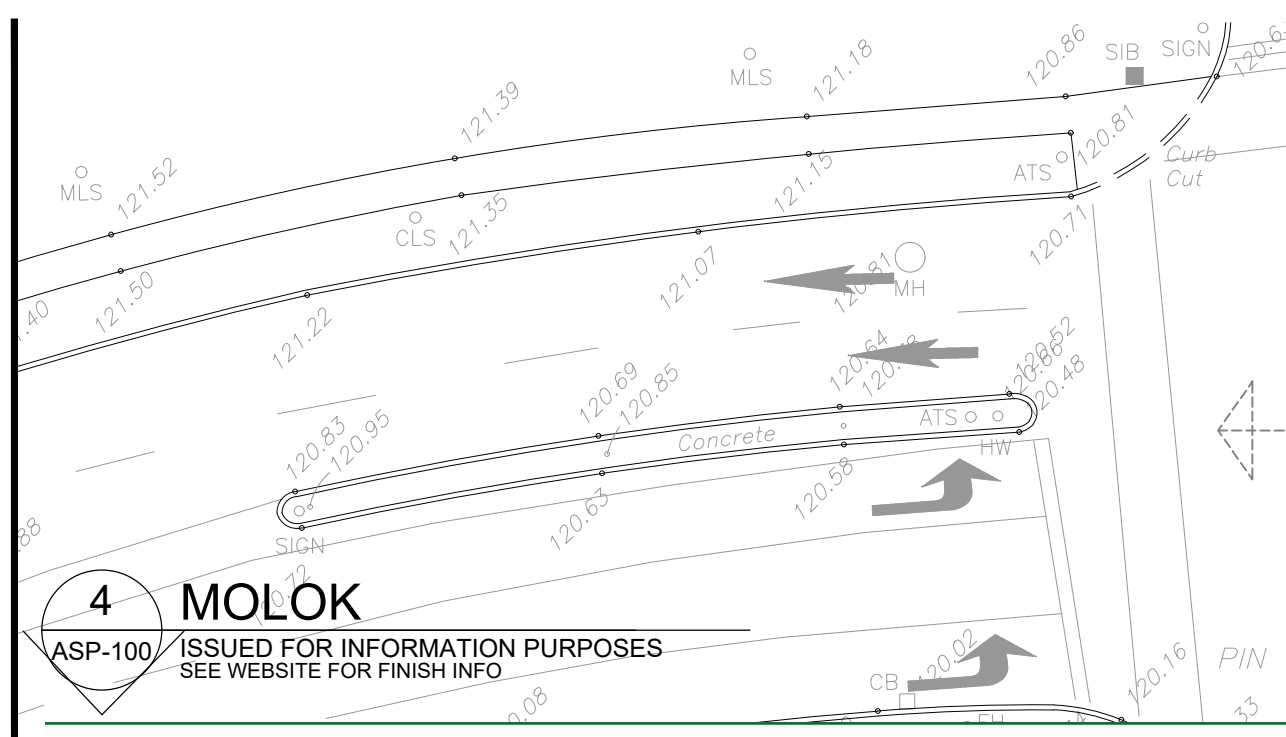 120.86
SIB
SIGN
121.18
MLS
121.39
120.81
Curb
Cut
ATS
121.15
MLS
121.52
CLS
121.35
120.71
MH
121.07
121.50
121.22
120.64
120.52
120.66
120.48
120.69
120.85
ATS
HW
Concrete
120.83
120.95
120.58
120.63
SIGN
4
MOLOK
ASP-100
ISSUED FOR INFORMATION PURPOSES
SEE WEBSITE FOR FINISH INFO
120.02
CB
120.16
PIN
33